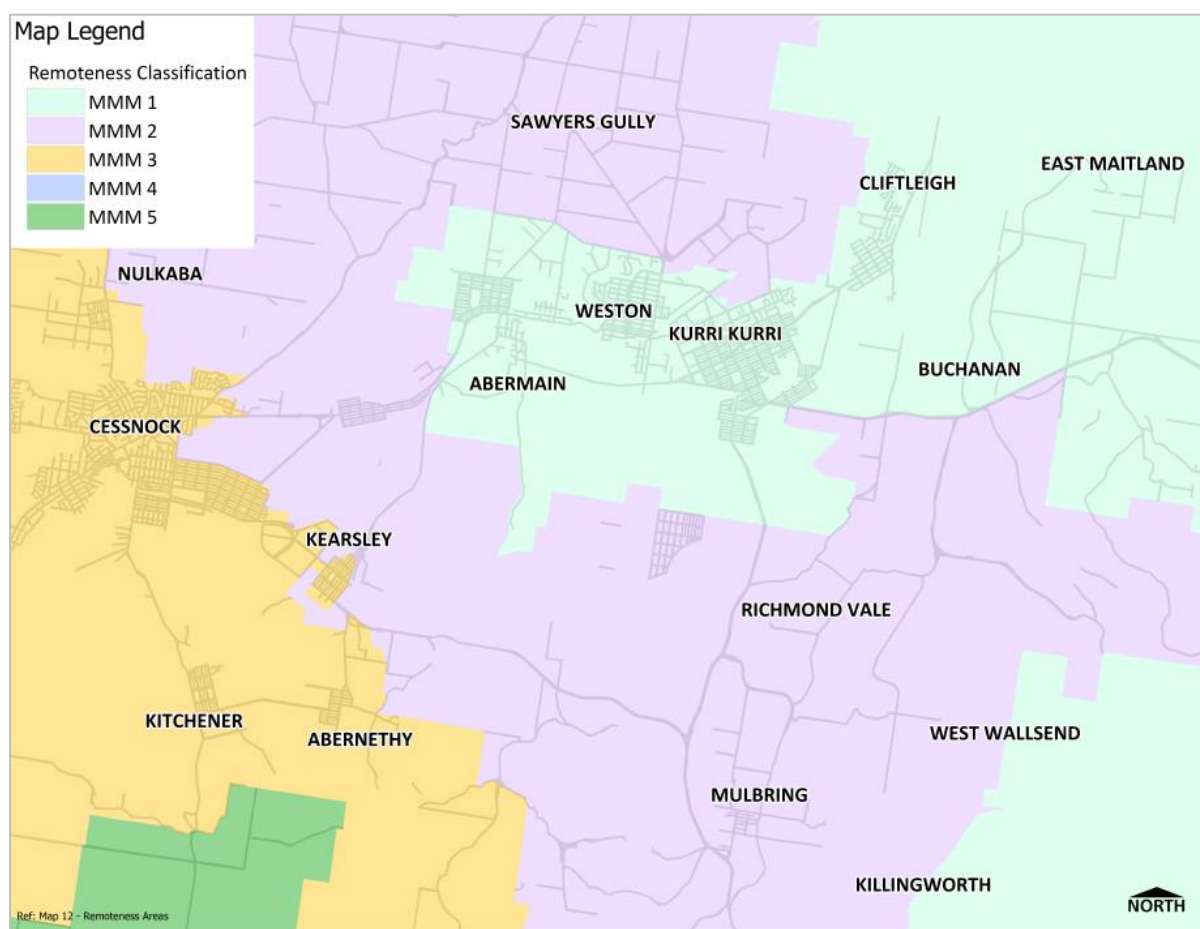 Map Legend
Remoteness Classification
MMM 1
MMM 2
MMM 3
MMM 4
MMM 5
SAWYERS GULLY
EAST MAITLAND
CLIFTLEIGH
NULKABA
WESTON
KURRI KURRI
BUCHANAN
ABERMAIN
CESSNOCK
KEARSLEY
RICHMOND VALE
KITCHENER
ABERNETHY
WEST WALLSEND
MULBRING
KILLINGWORTH
NORTH
Ref: Map 12 - Remoteness Areas